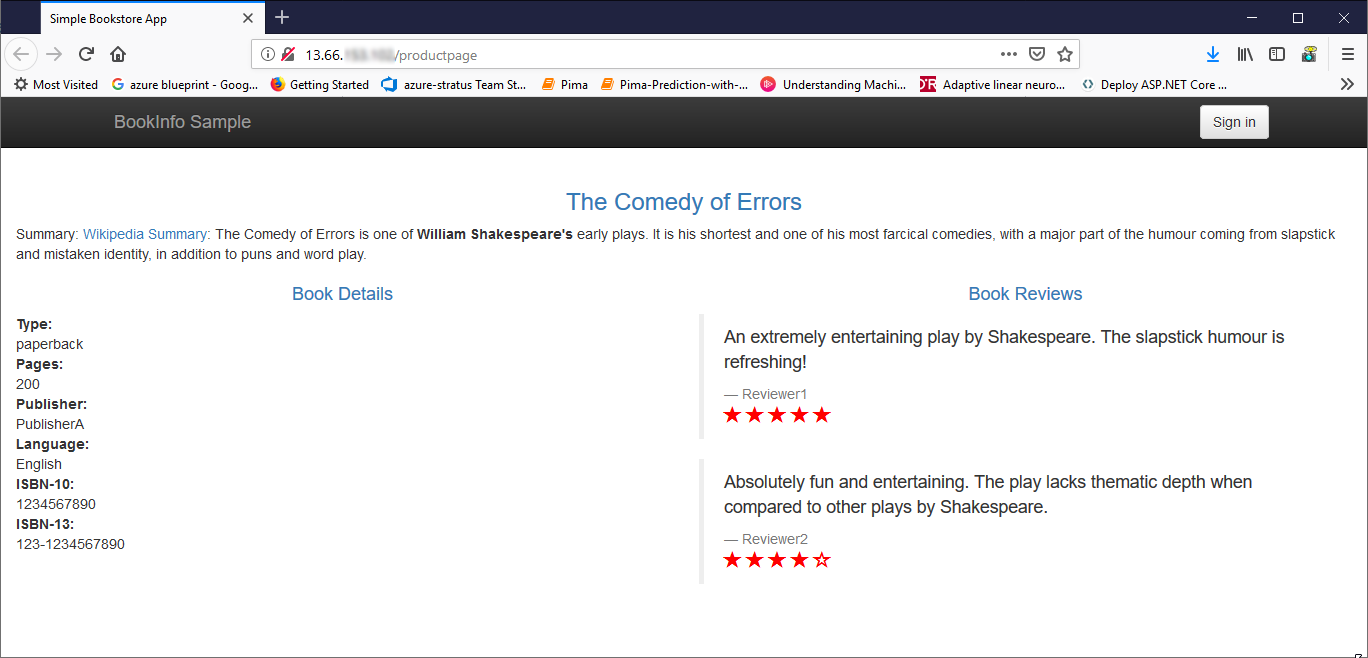 Simple Bookstore App
13.66. /productpage
Most Visited azure blueprint - Goog... Getting Started azure-stratus Team St... Pima Pima-Prediction-with-... Understanding Machi... Adaptive linear neuro... Deploy ASP.NET Core ...
BookInfo Sample Sign in
The Comedy of Errors
Summary: Wikipedia Summary: The Comedy of Errors is one of William Shakespeare's early plays. It is his shortest and one of his most farcical comedies, with a major part of the humour coming from slapstick
and mistaken identity, in addition to puns and word play.
Book Details
Type:
paperback
Pages:
200
Publisher:
PublisherA
Language:
English
ISBN-10:
1234567890
ISBN-13:
123-1234567890
Book Reviews
An extremely entertaining play by Shakespeare. The slapstick humour is
refreshing!
— Reviewer1
Absolutely fun and entertaining. The play lacks thematic depth when
compared to other plays by Shakespeare.
— Reviewer2